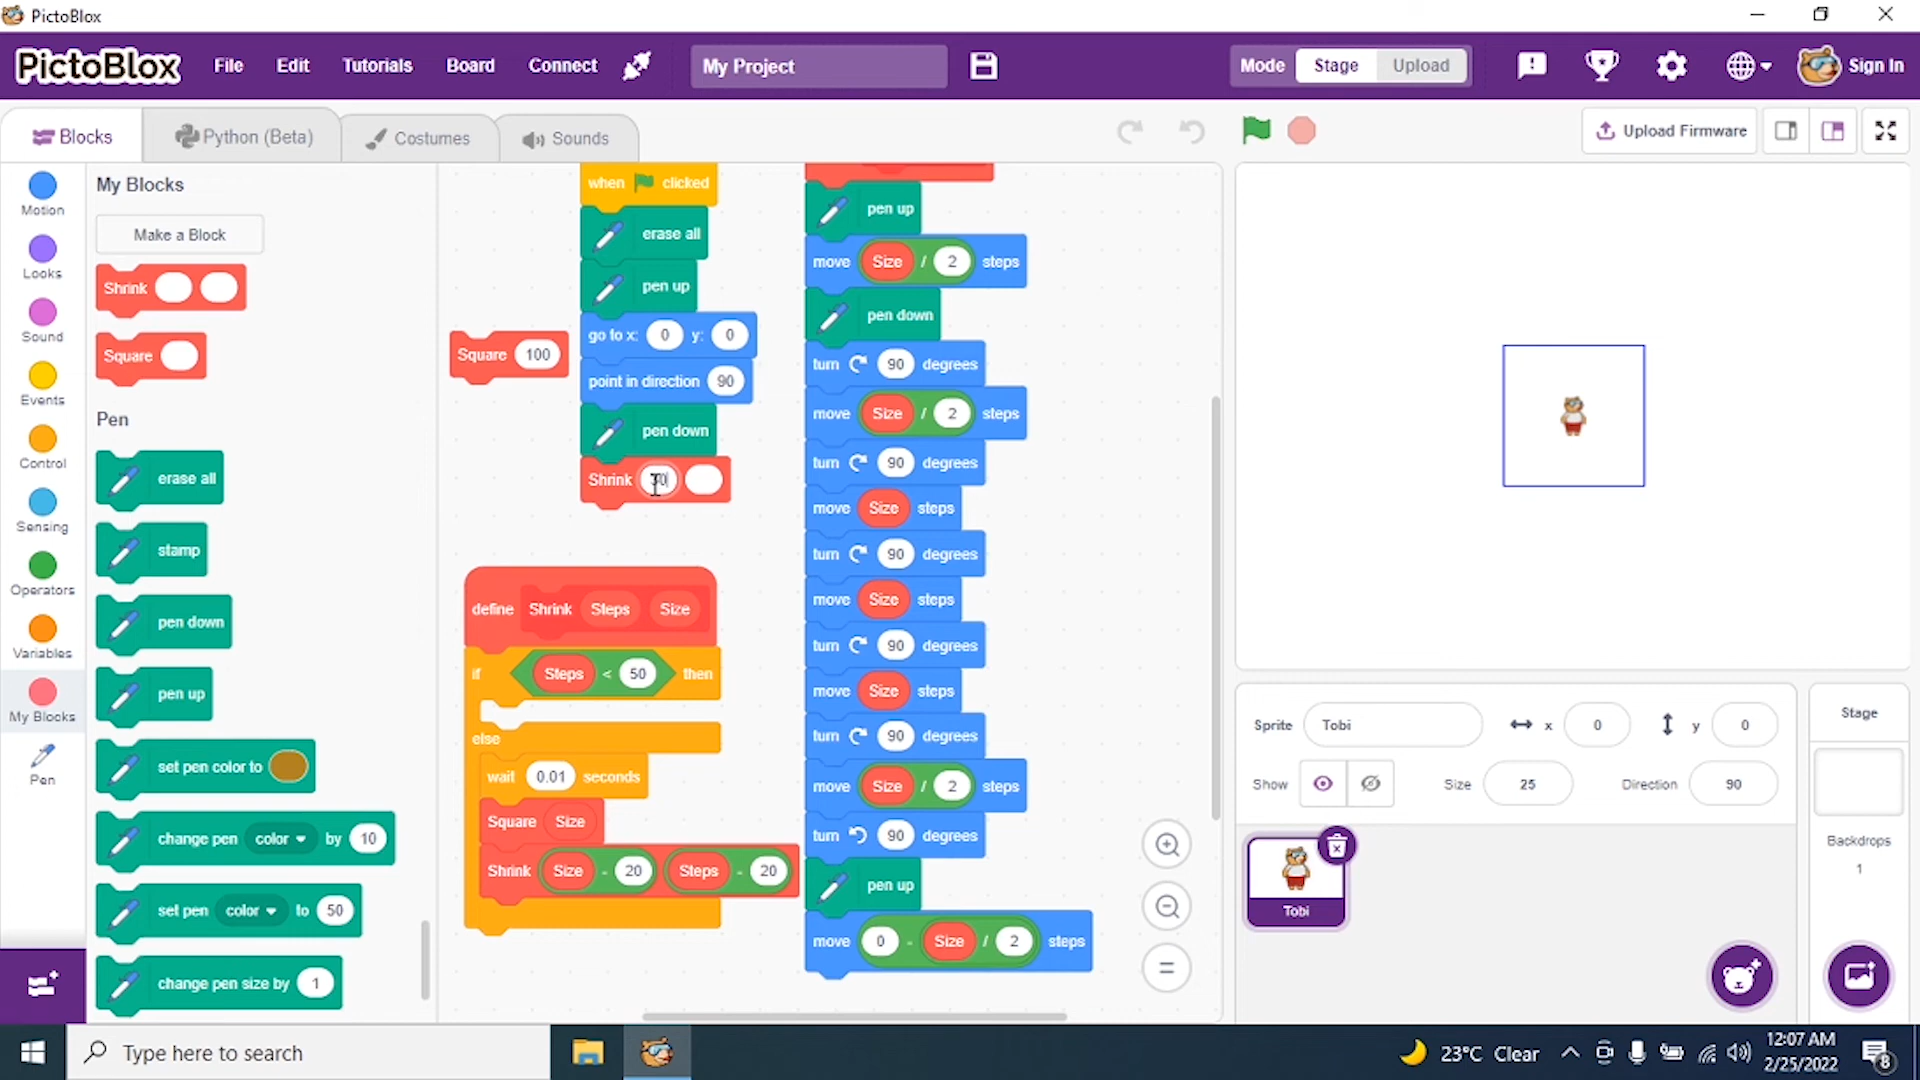 PictoBlox
PictoBlox
File
Edit
Tutorials
Board
Connect
My Project
Mode
Stage
Upload
Sign In
Blocks
Python (Beta)
Costumes
Sounds
Upload Firmware
Motion
Looks
Sound
Events
Control
Sensing
Operators
Variables
My Blocks
Pen
My Blocks
Make a Block
Shrink
Square
Pen
erase all
stamp
pen down
pen up
set pen color to
change pen color by 10
set pen color to 50
change pen size by 1
Square 100
when clicked
erase all
pen up
go to x: 0 y: 0
point in direction 90
pen down
Shrink
define Shrink Steps Size
if Steps < 50 then
else
wait 0.01 seconds
Square Size
Shrink Size - 20 Steps - 20
pen up
move Size / 2 steps
pen down
turn 90 degrees
move Size / 2 steps
turn 90 degrees
move Size steps
turn 90 degrees
move Size steps
turn 90 degrees
move Size steps
turn 90 degrees
move Size / 2 steps
turn 90 degrees
pen up
move 0 - Size / 2 steps
Sprite Tobi x 0 y 0
Show Size 25 Direction 90
Tobi
Stage
Backdrops
1
Type here to search
23°C Clear
12:07 AM
2/25/2022
8